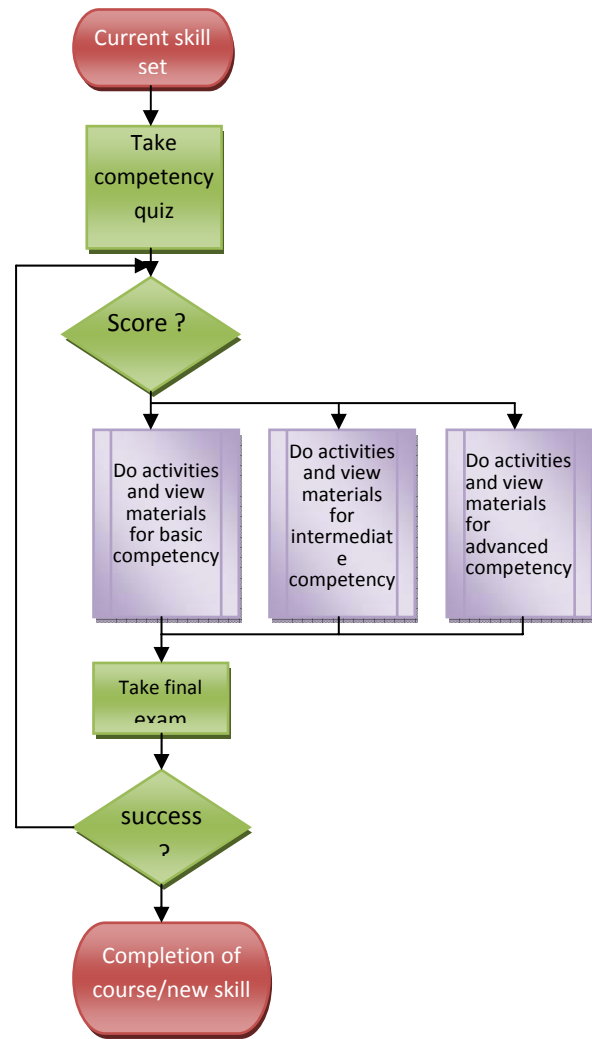 Current skill
set
Take
competency
quiz
Score ?
Do activities
and view
materials
for basic
competency
Do activities
and view
materials
for
intermediat
e
competency
Do activities
and view
materials
for
advanced
competency
Take final
exam
success
?
Completion of
course/new skill